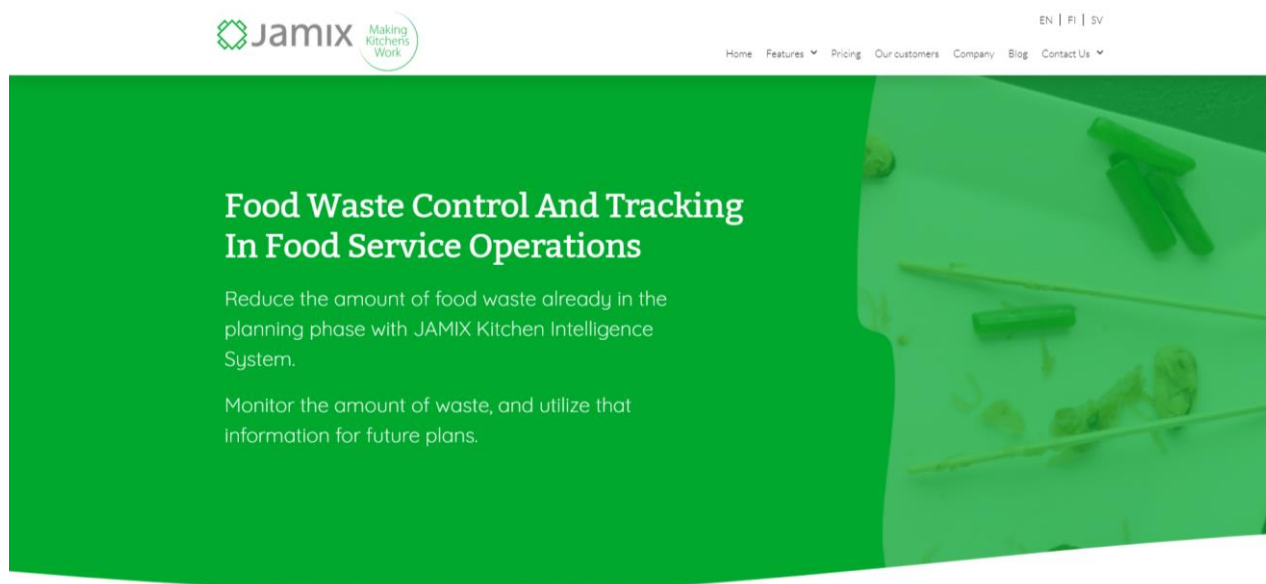 EN | FI | SV
Jamix
Making
Kitchens
Work
Home Features Pricing Our customers Company Blog Contact Us
Food Waste Control And Tracking
In Food Service Operations
Reduce the amount of food waste already in the
planning phase with JAMIX Kitchen Intelligence
System.
Monitor the amount of waste, and utilize that
information for future plans.